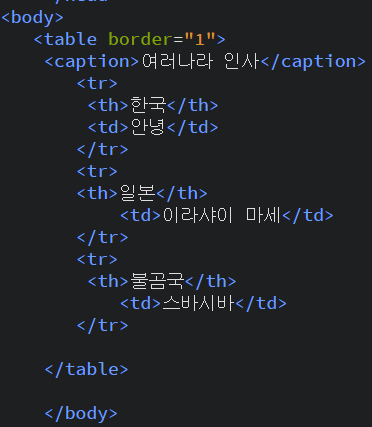 </head
<body>
<table border="1">
<caption>여러나라 인사</caption>
<tr>
<th>한국</th>
<td>안녕</td>
</tr>
<tr>
<th>일본</th>
<td>이라샤이 마세</td>
</tr>
<tr>
<th>불곰국</th>
<td>스바시바</td>
</tr>
</table>
</body>